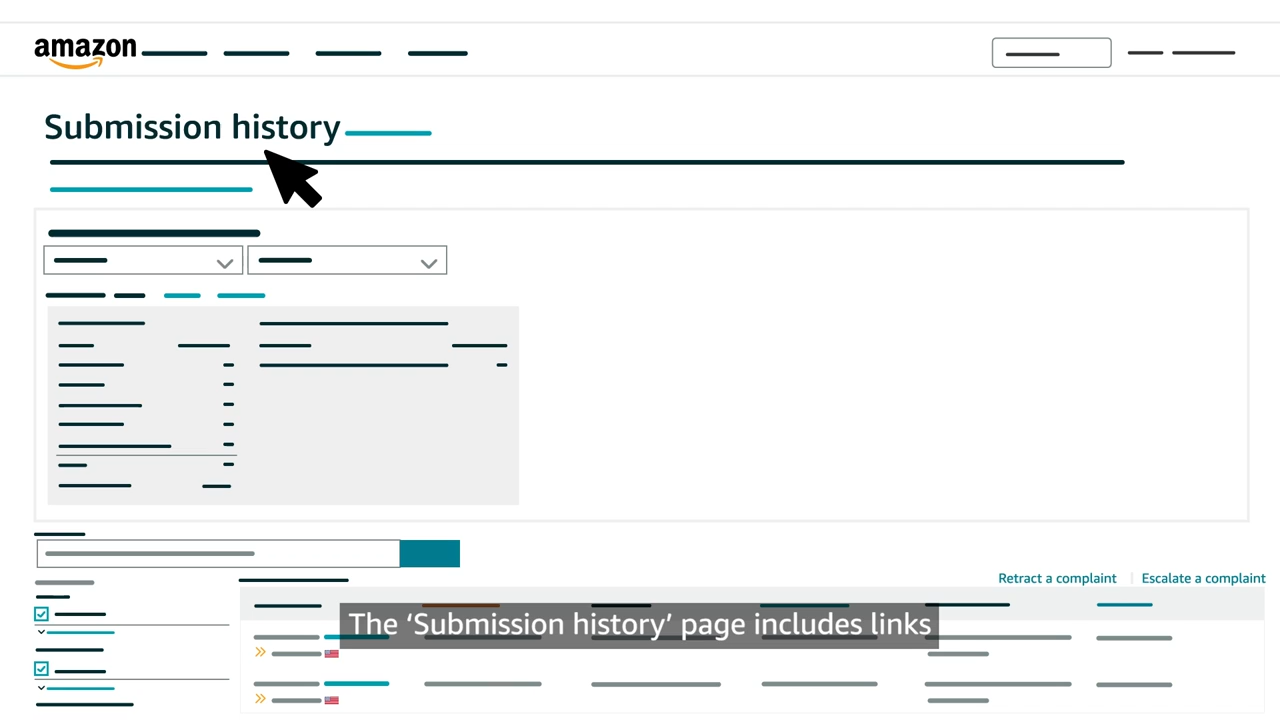 amazon
Submission history
Retract a complaint
Escalate a complaint
The ‘Submission history’ page includes links